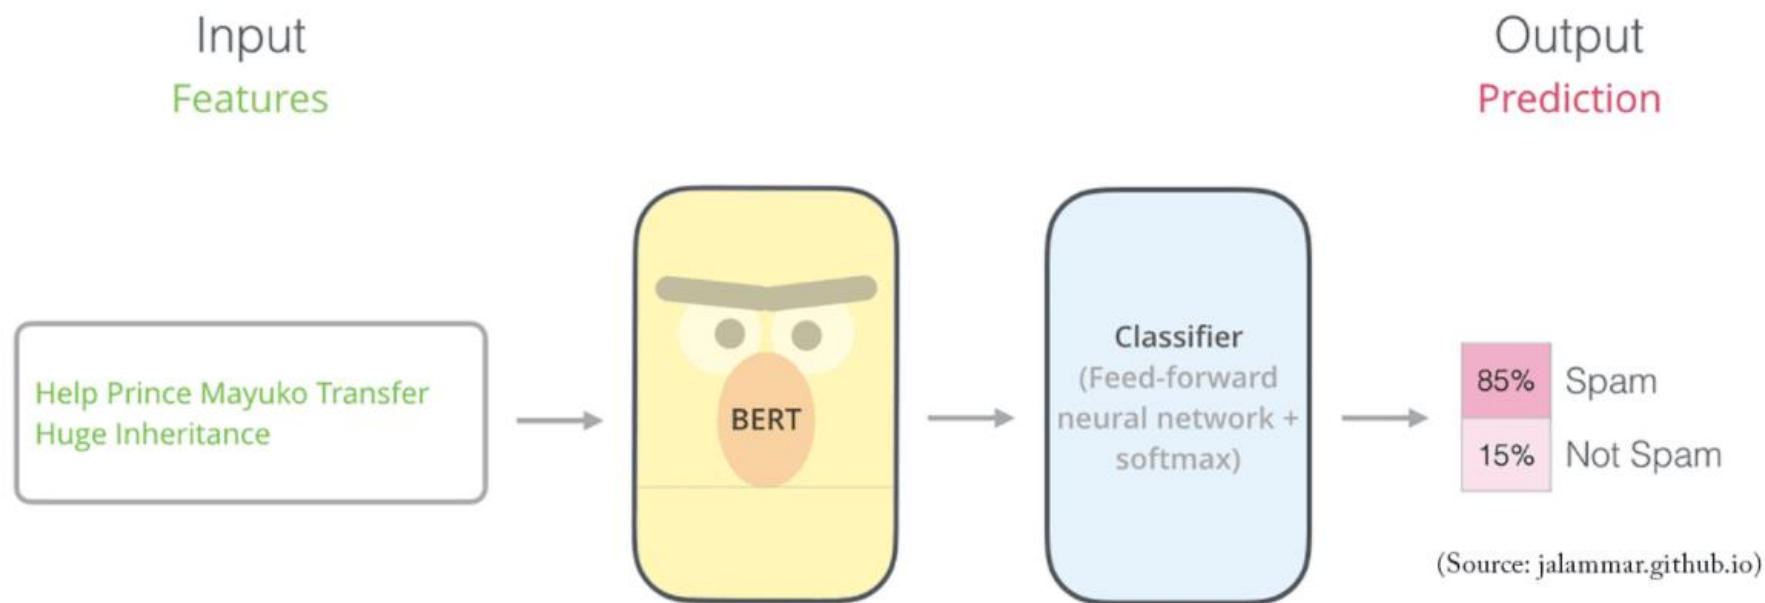 Input
Features
Output
Prediction
Help Prince Mayuko Transfer
Huge Inheritance
BERT
Classifier
(Feed-forward
neural network +
softmax)
85% Spam
15% Not Spam
(Source: jalammar.github.io)